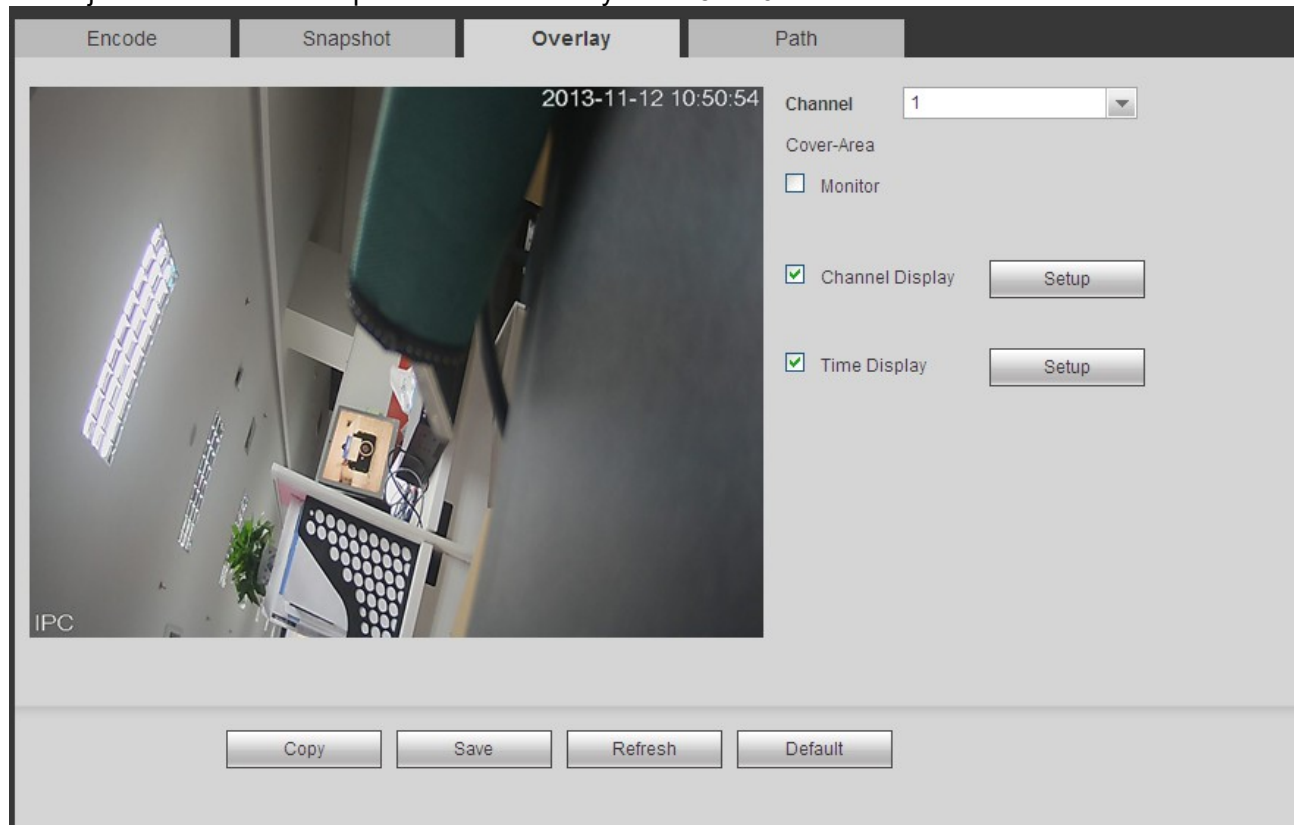 Encode Snapshot Overlay Path
2013-11-12 10:50:54
IPC
Channel 1
Cover-Area
Monitor
Channel Display Setup
Time Display Setup
Copy Save Refresh Default